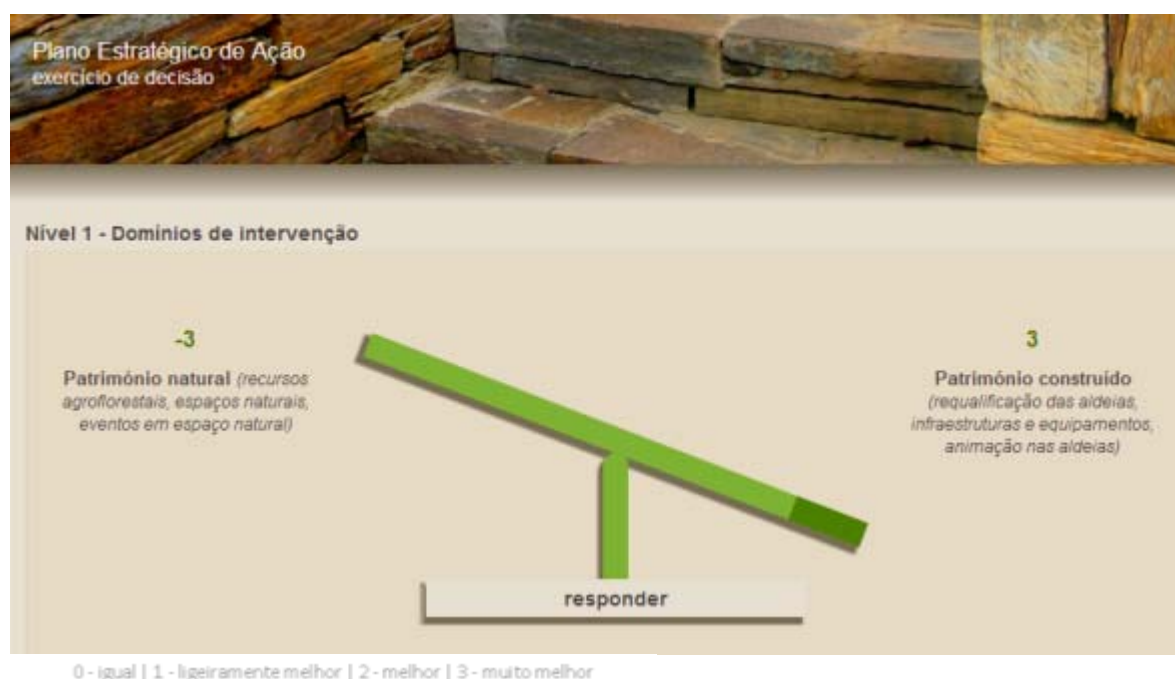 Plano Estratégico de Ação
exercício de decisão
Nível 1 - Domínios de intervenção
-3
Património natural (recursos
agroflorestais, espaços naturais,
eventos em espaço natural)
3
Património construído
(requalificação das aldeias,
infraestruturas e equipamentos,
animação nas aldeias)
responder
0 - igual | 1 - ligeiramente melhor | 2 - melhor | 3 - muito melhor